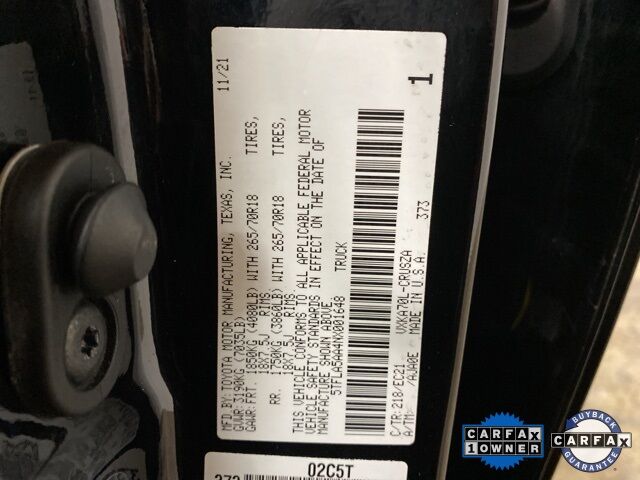 MFD.BY:TOYOTA MOTOR MANUFACTURING, TEXAS, INC. 11/21
GVWR:3190KG (7035LB)
GAWR:FRT. 1850KG (4080LB) WITH 265/70R18 TIRES,
18X7.5J RIMS
RR. 1750KG (3860LB) WITH 265/70R18 TIRES,
18X7.5J RIMS
THIS VEHICLE CONFORMS TO ALL APPLICABLE FEDERAL MOTOR
VEHICLE SAFETY STANDARDS IN EFFECT ON THE DATE OF
MANUFACTURE SHOWN ABOVE.
5TFLA5AA4NX001648 TRUCK
C/TR:218/EC21 VXKA70L-CRUSZA 373
A/TM: MADE IN U.S.A.
1
373 02C5T
CARFAX
1 OWNER
BUYBACK
CARFAX
GUARANTEE